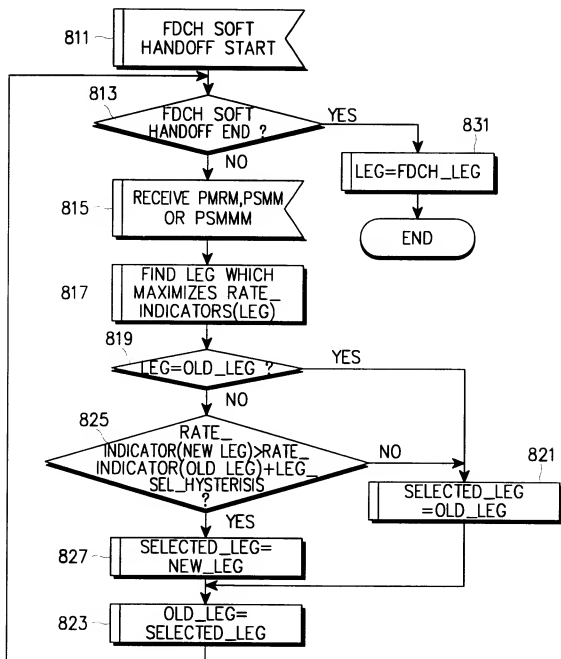 811
FDCH SOFT
HANDOFF START
813
FDCH SOFT
HANDOFF END ?
YES
NO
831
LEG=FDCH_LEG
END
815
RECEIVE PMRM,PSMM
OR PSMMM
817
FIND LEG WHICH
MAXIMIZES RATE_
INDICATORS(LEG)
819
LEG=OLD_LEG ?
YES
NO
825
RATE_
INDICATOR(NEW LEG)>RATE_
INDICATOR(OLD_LEG)+LEG_
SEL_HYSTERISIS
?
NO
YES
821
SELECTED_LEG
=OLD_LEG
827
SELECTED_LEG=
NEW_LEG
823
OLD_LEG=
SELECTED_LEG